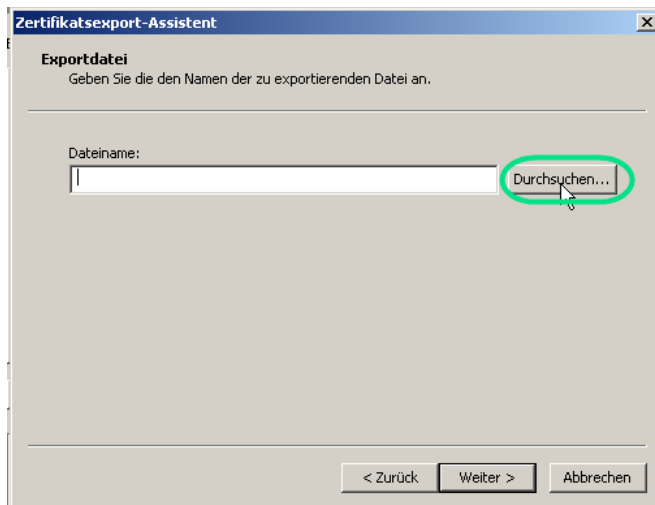 Zertifikatsexport-Assistent
Exportdatei
Geben Sie die den Namen der zu exportierenden Datei an.
Dateiname:
Durchsuchen...
< Zurück
Weiter >
Abbrechen